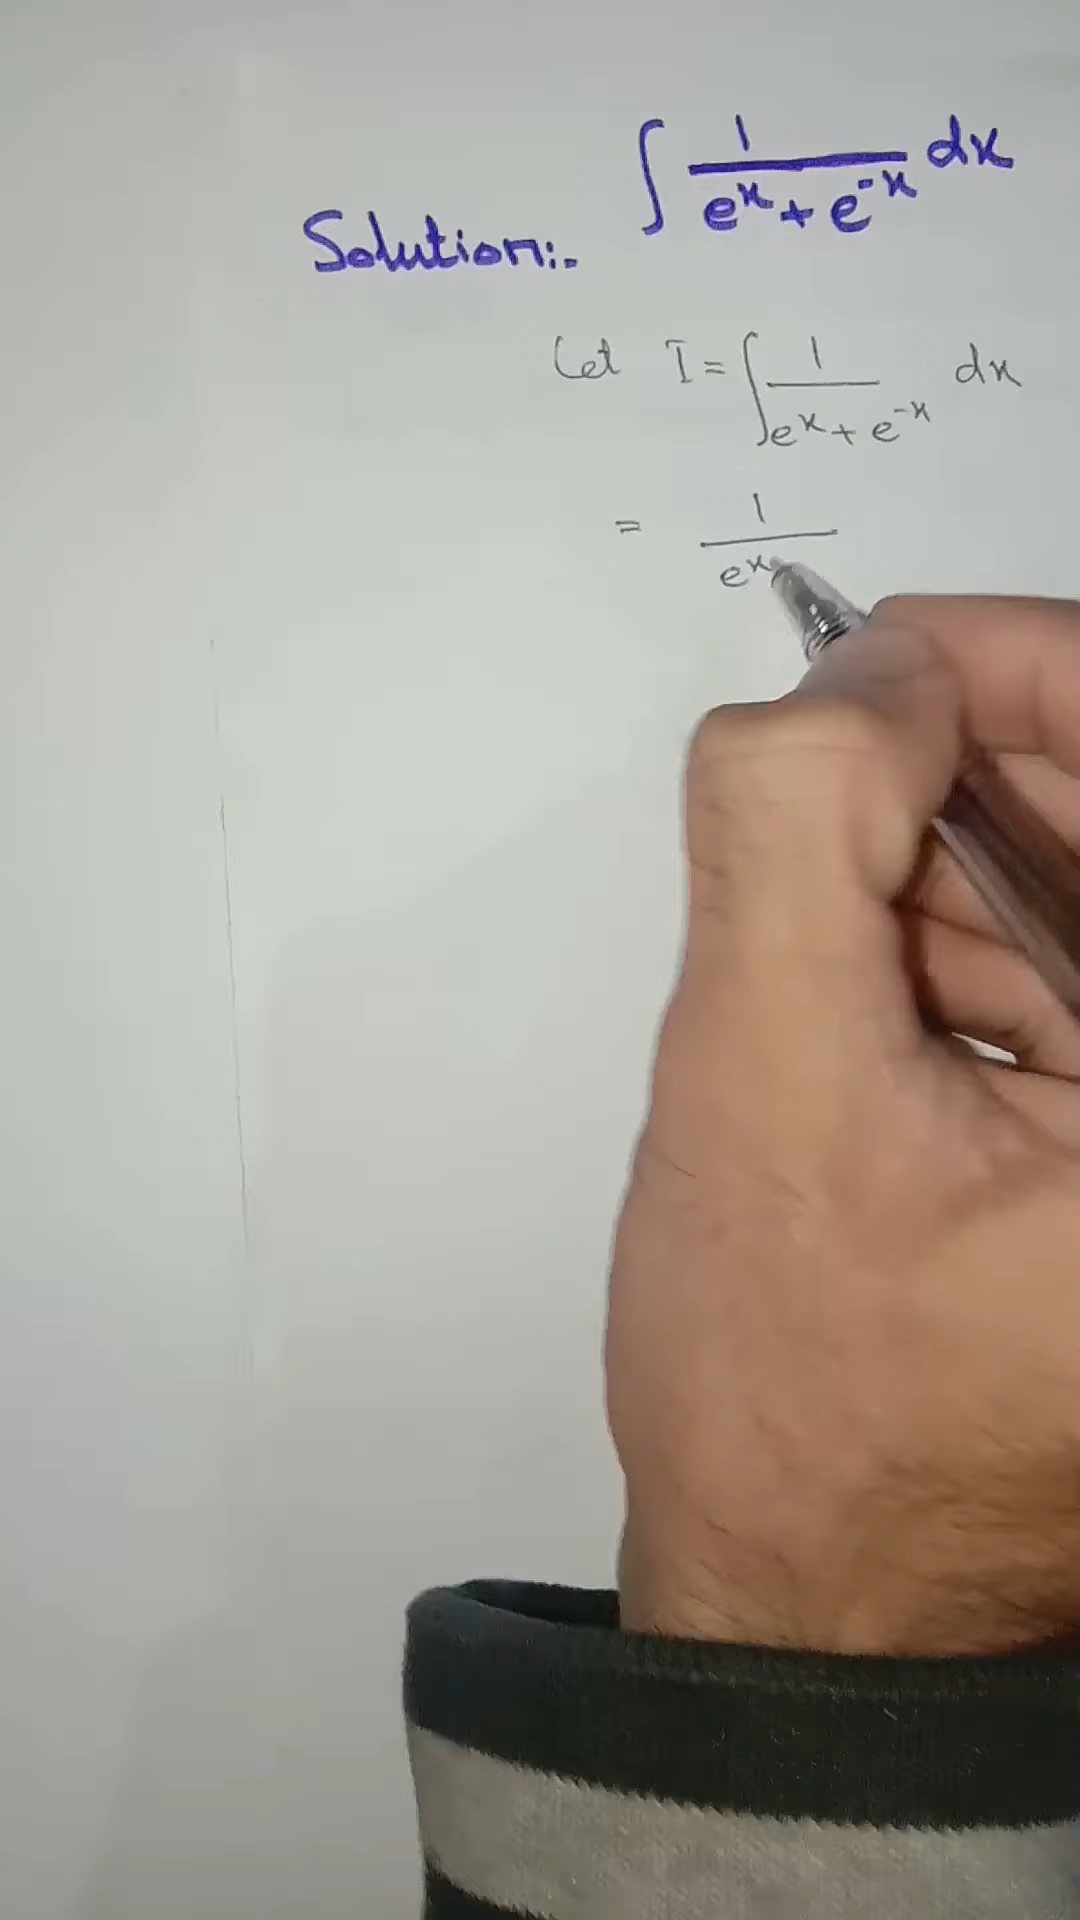 ∫ 1/(e^x + e^-x) dx
Solution:.
Let I = ∫ 1/(e^x + e^-x) dx
= 1/e^x